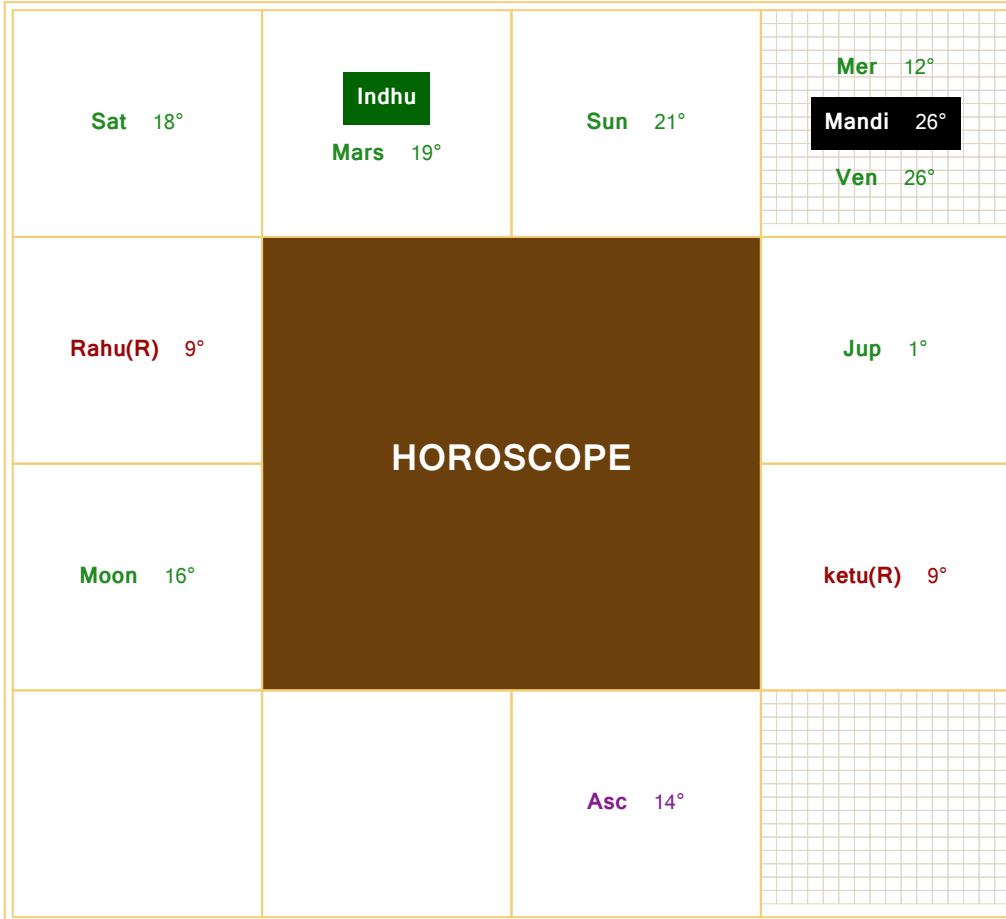 Sat 18°
Indhu
Mars 19°
Sun 21°
Mer 12°
Mandi 26°
Ven 26°
Rahu(R) 9°
Jup 1°
HOROSCOPE
Moon 16°
ketu(R) 9°
Asc 14°